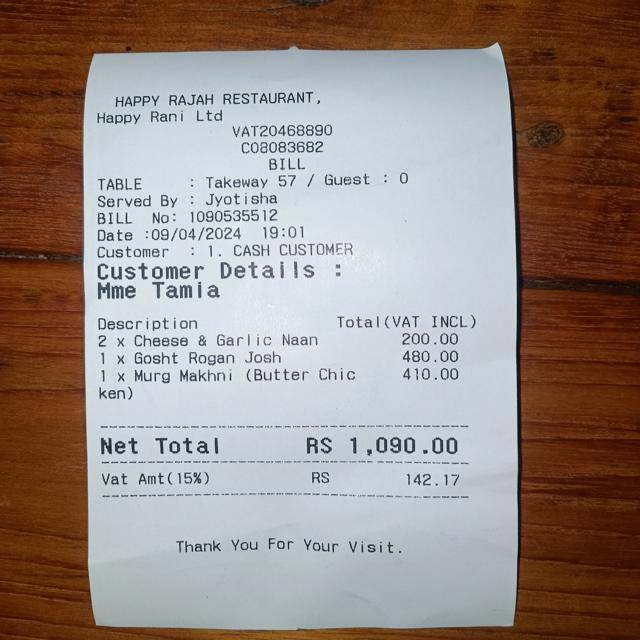 HAPPY RAJAH RESTAURANT,
Happy Rani Ltd
VAT20468890
C08083682
BILL
TABLE : Takeway 57 / Guest : 0
Served By : Jyotisha
BILL No: 1090535512
Date :09/04/2024 19:01
Customer : 1. CASH CUSTOMER
Customer Details :
Mme Tamia
Description Total(VAT INCL)
2 x Cheese & Garlic Naan 200.00
1 x Gosht Rogan Josh 480.00
1 x Murg Makhni (Butter Chic 410.00
ken)
Net Total RS 1,090.00
Vat Amt(15%) RS 142.17
Thank You For Your Visit.